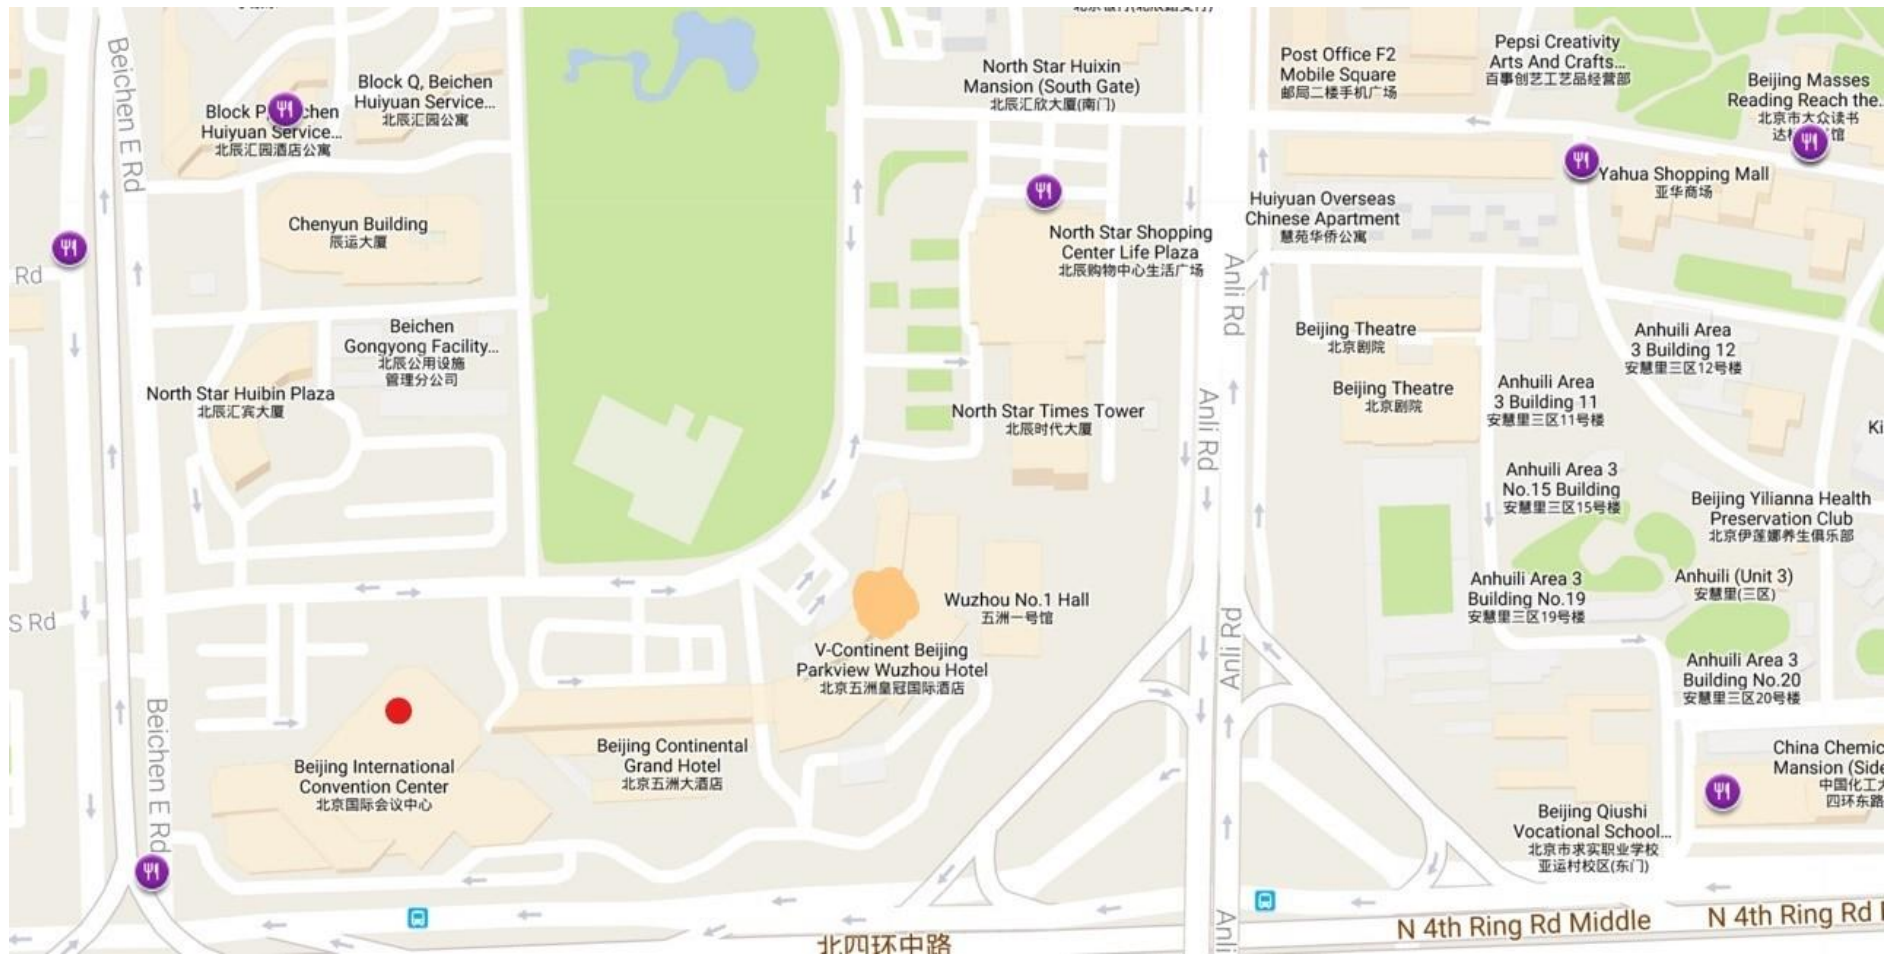 Beichen E Rd
Block P,
chen
Huiyuan Service...
北辰汇园酒店公寓
Block Q, Beichen
Huiyuan Service...
北辰汇园公寓
North Star Huixin
Mansion (South Gate)
北辰汇欣大厦(南门)
Post Office F2
Mobile Square
邮局二楼手机广场
Pepsi Creativity
Arts And Crafts...
百事创艺工艺品经营部
Beijing Masses
Reading Reach the...
北京市大众读书
Yahua Shopping Mall
亚华商场
Chenyun Building
辰运大厦
Huiyuan Overseas
Chinese Apartment
慧苑华侨公寓
North Star Shopping
Center Life Plaza
北辰购物中心生活广场
Rd
Anli Rd
Beichen
Gongyong Facility...
北辰公用设施
管理分公司
Beijing Theatre
北京剧院
Anhuili Area
3 Building 12
安慧里三区12号楼
North Star Huibin Plaza
北辰汇宾大厦
North Star Times Tower
北辰时代大厦
Anli Rd
Beijing Theatre
北京剧院
Anhuili Area
3 Building 11
安慧里三区11号楼
Ki
Anhuili Area 3
No.15 Building
安慧里三区15号楼
Beijing Yilianna Health
Preservation Club
北京伊莲娜养生俱乐部
S Rd
Wuzhou No.1 Hall
五洲一号馆
Anhuili Area 3
Building No.19
安慧里三区19号楼
Anhuili (Unit 3)
安慧里(三区)
V-Continent Beijing
Parkview Wuzhou Hotel
北京五洲皇冠国际酒店
Anli Rd
Anhuili Area 3
Building No.20
安慧里三区20号楼
Beichen E Rd
Beijing International
Convention Center
北京国际会议中心
Beijing Continental
Grand Hotel
北京五洲大酒店
China Chemic
Mansion (Side
中国化工大
四环东路
Beijing Qiushi
Vocational School...
北京市求实职业学校
亚运村校区(东门)
北四环中路
Anli
N 4th Ring Rd Middle
N 4th Ring Rd